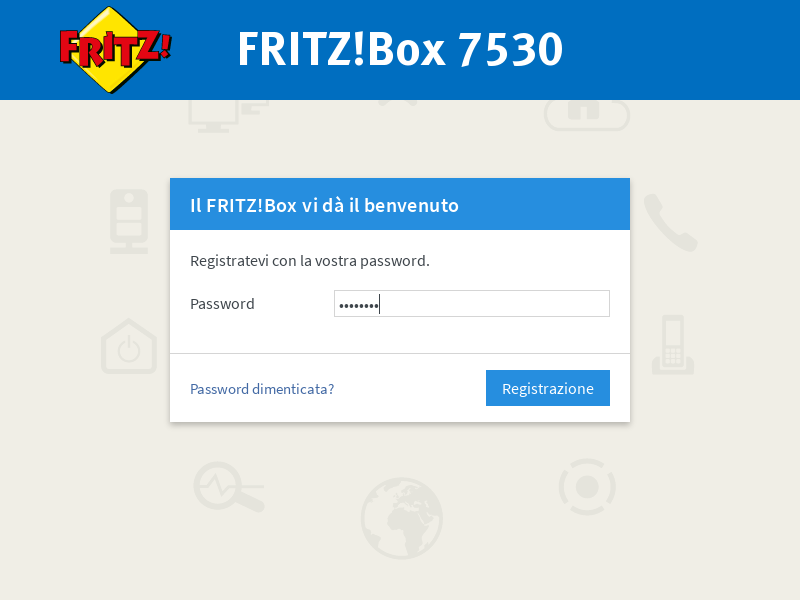 FRITZ!
FRITZ!Box 7530
Il FRITZ!Box vi dà il benvenuto
Registratevi con la vostra password.
Password
••••••••
Password dimenticata?
Registrazione